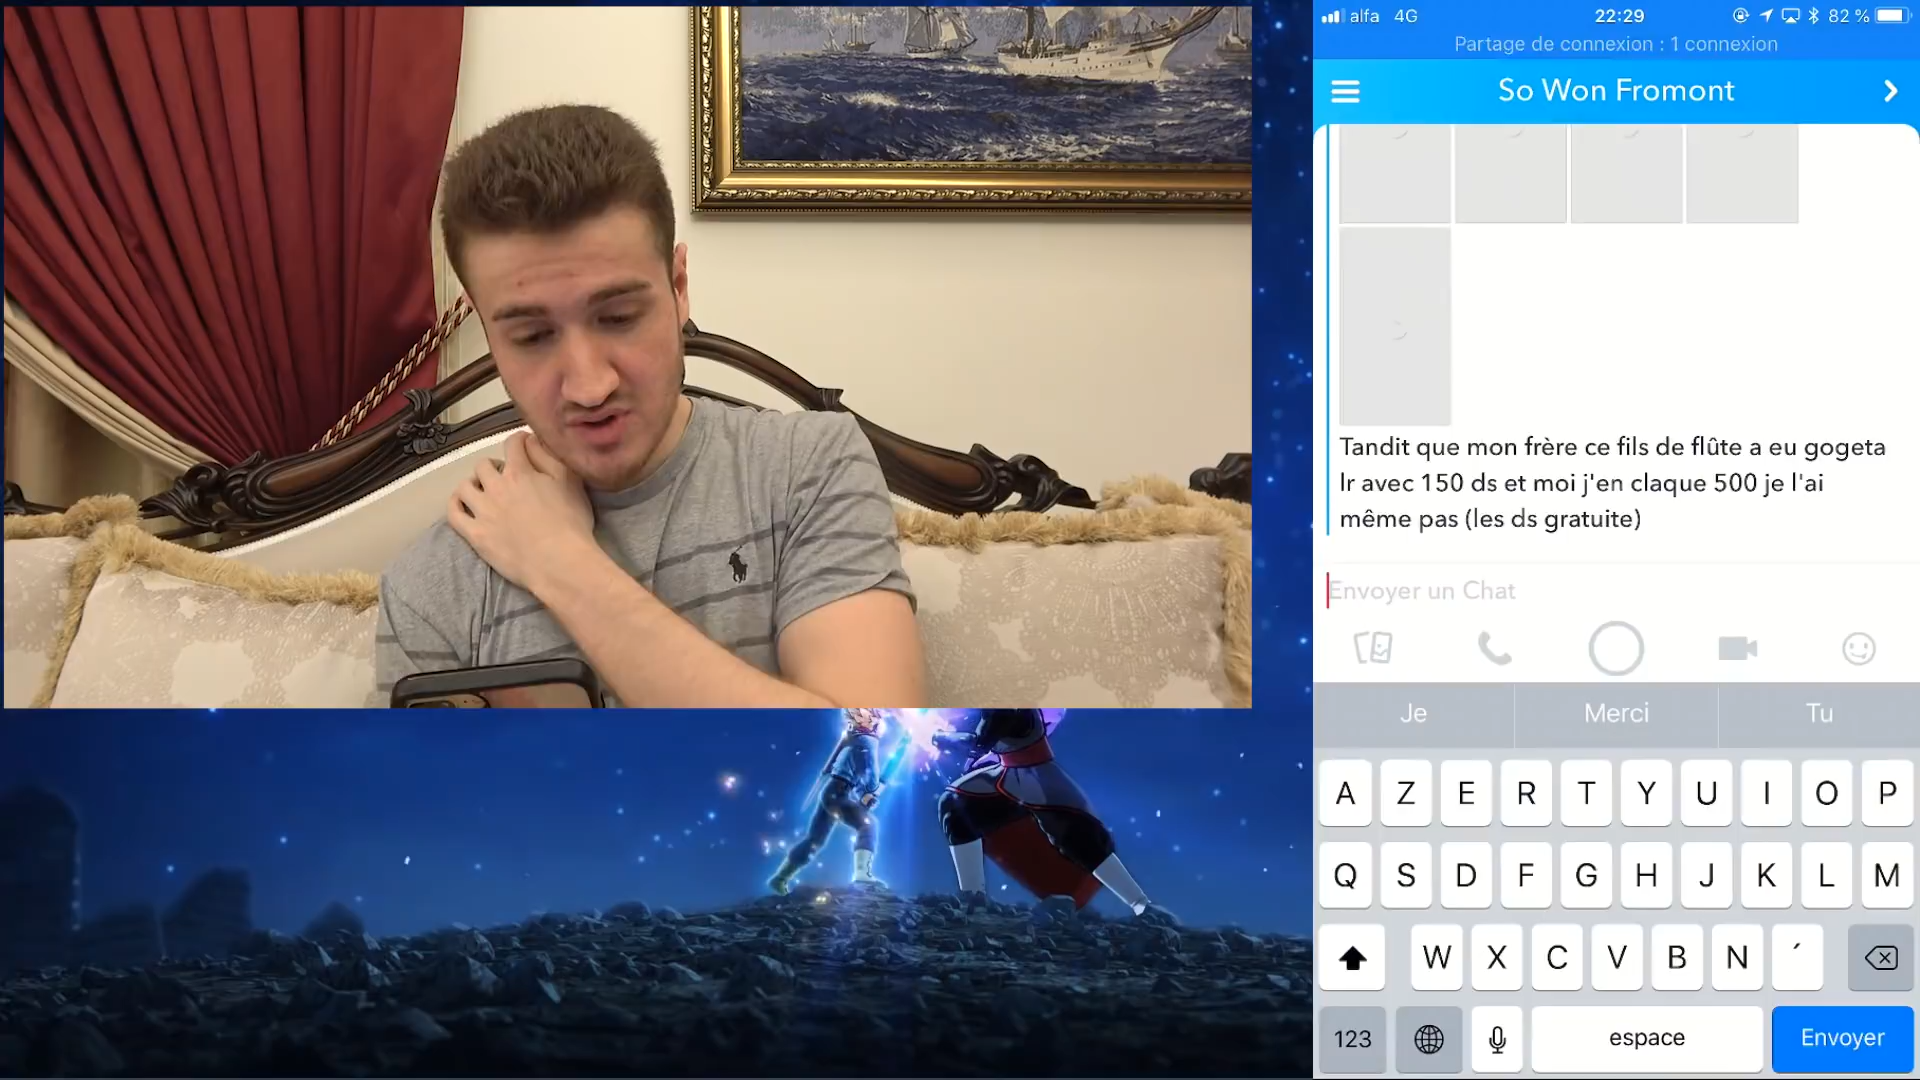 alfa 4G 22:29 82 %
Partage de connexion : 1 connexion
So Won Fromont
Tandit que mon frère ce fils de flûte a eu gogeta
lr avec 150 ds et moi j'en claque 500 je l'ai
même pas (les ds gratuite)
Envoyer un Chat
Je Merci Tu
A Z E R T Y U I O P
Q S D F G H J K L M
W X C V B N ´
123 espace Envoyer